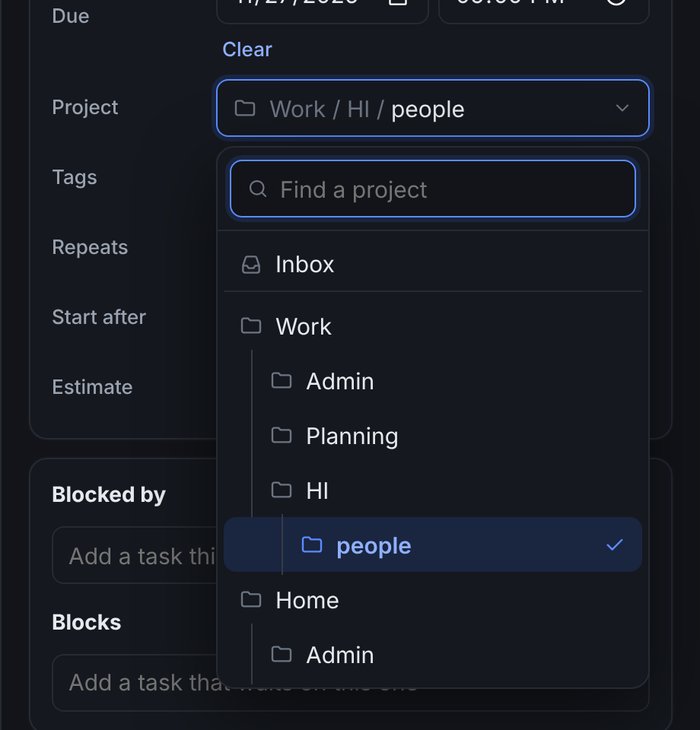 Due
Clear
Project
Work / HI / people
Tags
Find a project
Repeats
Inbox
Start after
Work
Estimate
Admin
Planning
Blocked by
HI
Add a task thi
people
Home
Blocks
Admin
Add a task that